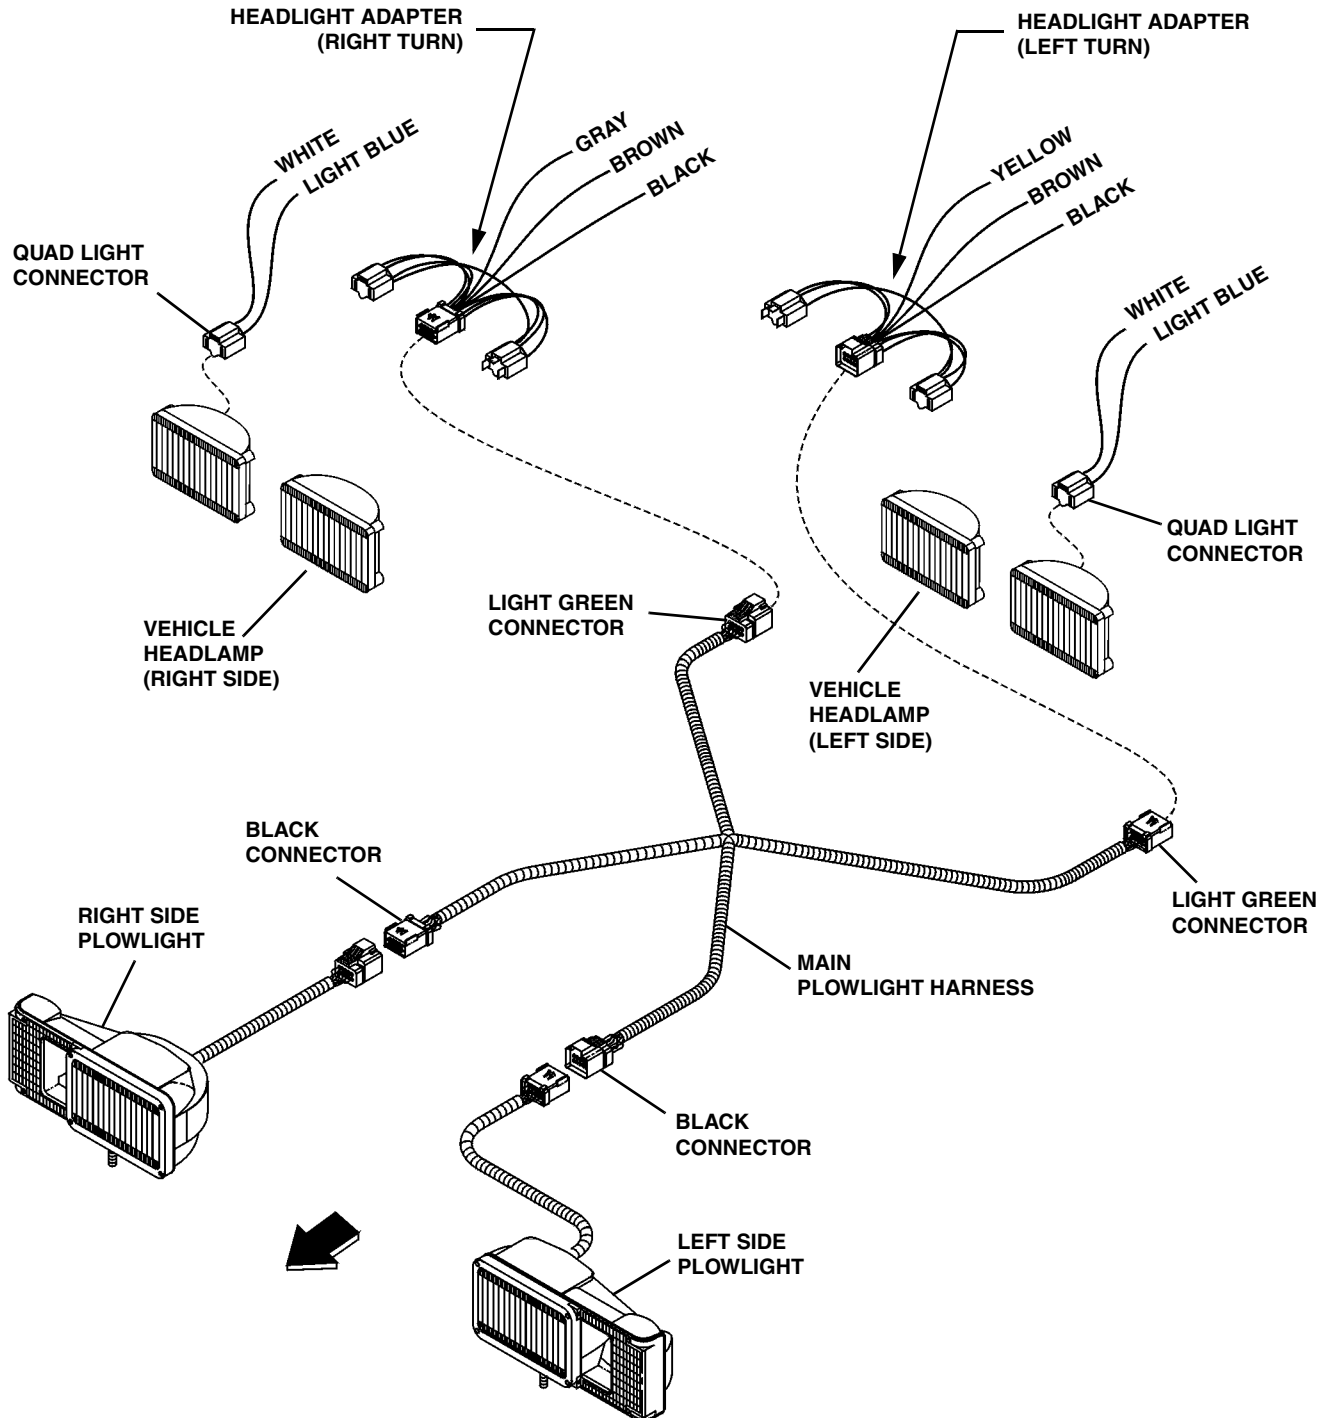 HEADLIGHT ADAPTER
(RIGHT TURN)
HEADLIGHT ADAPTER
(LEFT TURN)
WHITE
LIGHT BLUE
GRAY
BROWN
BLACK
YELLOW
BROWN
BLACK
QUAD LIGHT
CONNECTOR
WHITE
LIGHT BLUE
QUAD LIGHT
CONNECTOR
LIGHT GREEN
CONNECTOR
VEHICLE
HEADLAMP
(RIGHT SIDE)
VEHICLE
HEADLAMP
(LEFT SIDE)
BLACK
CONNECTOR
LIGHT GREEN
CONNECTOR
RIGHT SIDE
PLOWLIGHT
MAIN
PLOWLIGHT HARNESS
BLACK
CONNECTOR
LEFT SIDE
PLOWLIGHT